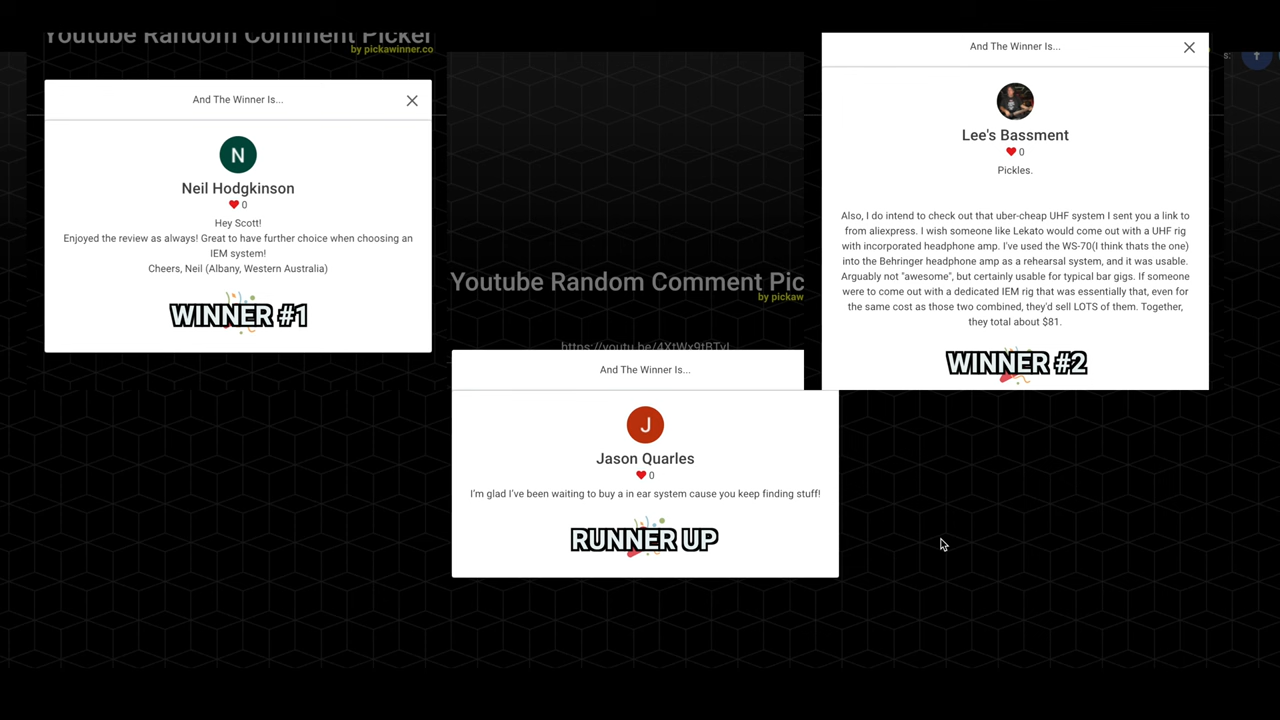 Youtube Random Comment Picker
by pickawinner.co
And The Winner Is...
N
Neil Hodgkinson
0
Hey Scott!
Enjoyed the review as always! Great to have further choice when choosing an
IEM system!
Cheers, Neil (Albany, Western Australia)
WINNER #1
Youtube Random Comment Pic
by pickaw
https://youtu.be/4XtWx9tBTyI
And The Winner Is...
J
Jason Quarles
0
I'm glad I've been waiting to buy a in ear system cause you keep finding stuff!
RUNNER UP
And The Winner Is...
s:
Lee's Bassment
0
Pickles.
Also, I do intend to check out that uber-cheap UHF system I sent you a link to
from aliexpress. I wish someone like Lekato would come out with a UHF rig
with incorporated headphone amp. I've used the WS-70(I think thats the one)
into the Behringer headphone amp as a rehearsal system, and it was usable.
Arguably not "awesome", but certainly usable for typical bar gigs. If someone
were to come out with a dedicated IEM rig that was essentially that, even for
the same cost as those two combined, they'd sell LOTS of them. Together,
they total about $81.
WINNER #2